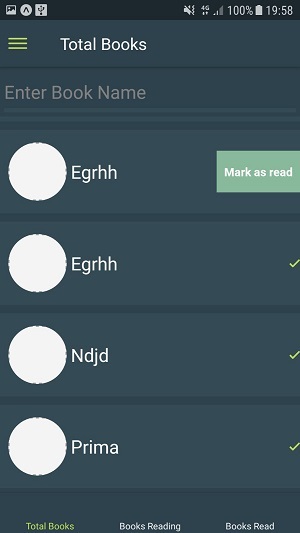 100% 19:58
Total Books
Enter Book Name
Egrhh
Mark as read
Egrhh
Ndjd
Prima
Total Books Books Reading Books Read